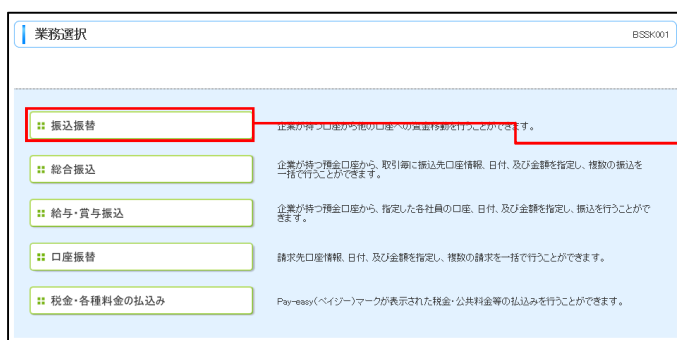 業務選択
BSSK001
振込振替
企業が持つ口座から他の口座への資金移動を行うことができます。
総合振込
企業が持つ預金口座から、取引毎に振込先口座情報、日付、及び金額を指定し、複数の振込を
一括で行うことができます。
給与・賞与振込
企業が持つ預金口座から、指定した各社員の口座、日付、及び金額を指定し、振込を行うことがで
きます。
口座振替
請求先口座情報、日付、及び金額を指定し、複数の請求を一括で行うことができます。
税金・各種料金の払込み
Pay-easy(ペイジー)マークが表示された税金・公共料金等の払込みを行うことができます。